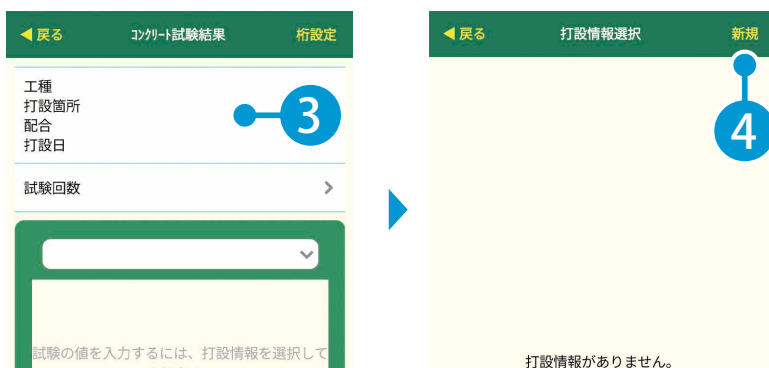 戻る
コンクリート試験結果
桁設定
工種
打設箇所
配合
打設日
3
試験回数
試験の値を入力するには、打設情報を選択して
戻る
打設情報選択
新規
4
打設情報がありません。